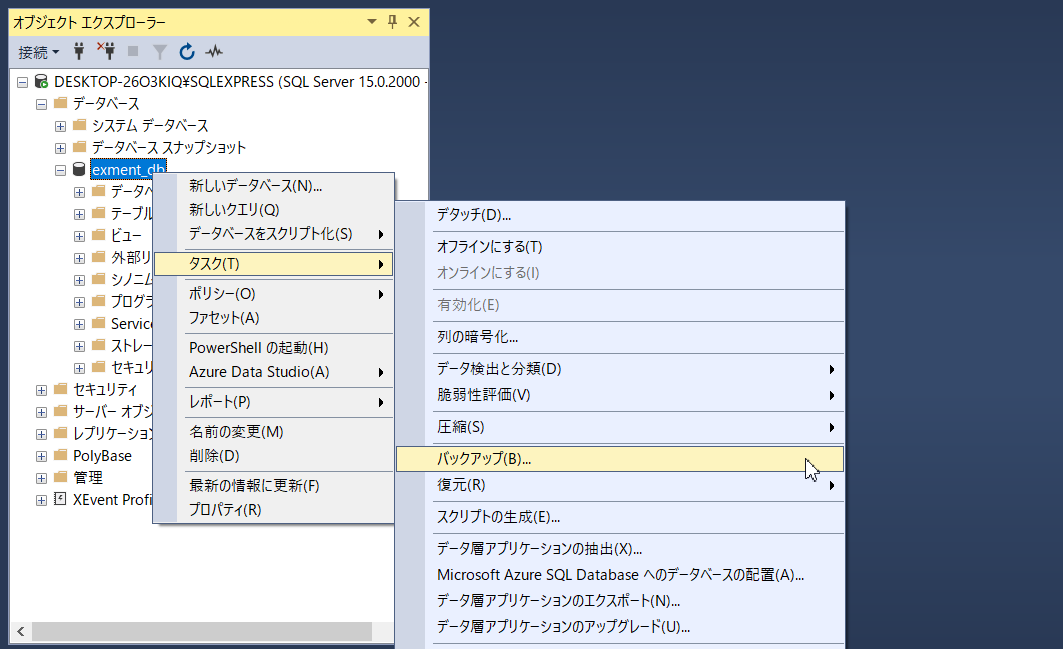 オブジェクト エクスプローラー
接続
DESKTOP-26O3KIQ¥SQLEXPRESS (SQL Server 15.0.2000 -
データベース
システム データベース
データベース スナップショット
exment_db
データベ
テーブル
ビュー
外部リ
シノニム
プログラ
Service
ストレー
セキュリ
セキュリティ
サーバー オブジ
レプリケーション
PolyBase
管理
XEvent Profi
新しいデータベース(N)...
新しいクエリ(Q)
データベースをスクリプト化(S)
タスク(T)
ポリシー(O)
ファセット(A)
PowerShell の起動(H)
Azure Data Studio(A)
レポート(P)
名前の変更(M)
削除(D)
最新の情報に更新(F)
プロパティ(R)
デタッチ(D)...
オフラインにする(T)
オンラインにする(I)
有効化(E)
列の暗号化...
データ検出と分類(D)
脆弱性評価(V)
圧縮(S)
バックアップ(B)...
復元(R)
スクリプトの生成(E)...
データ層アプリケーションの抽出(X)...
Microsoft Azure SQL Database へのデータベースの配置(A)...
データ層アプリケーションのエクスポート(N)...
データ層アプリケーションのアップグレード(U)...